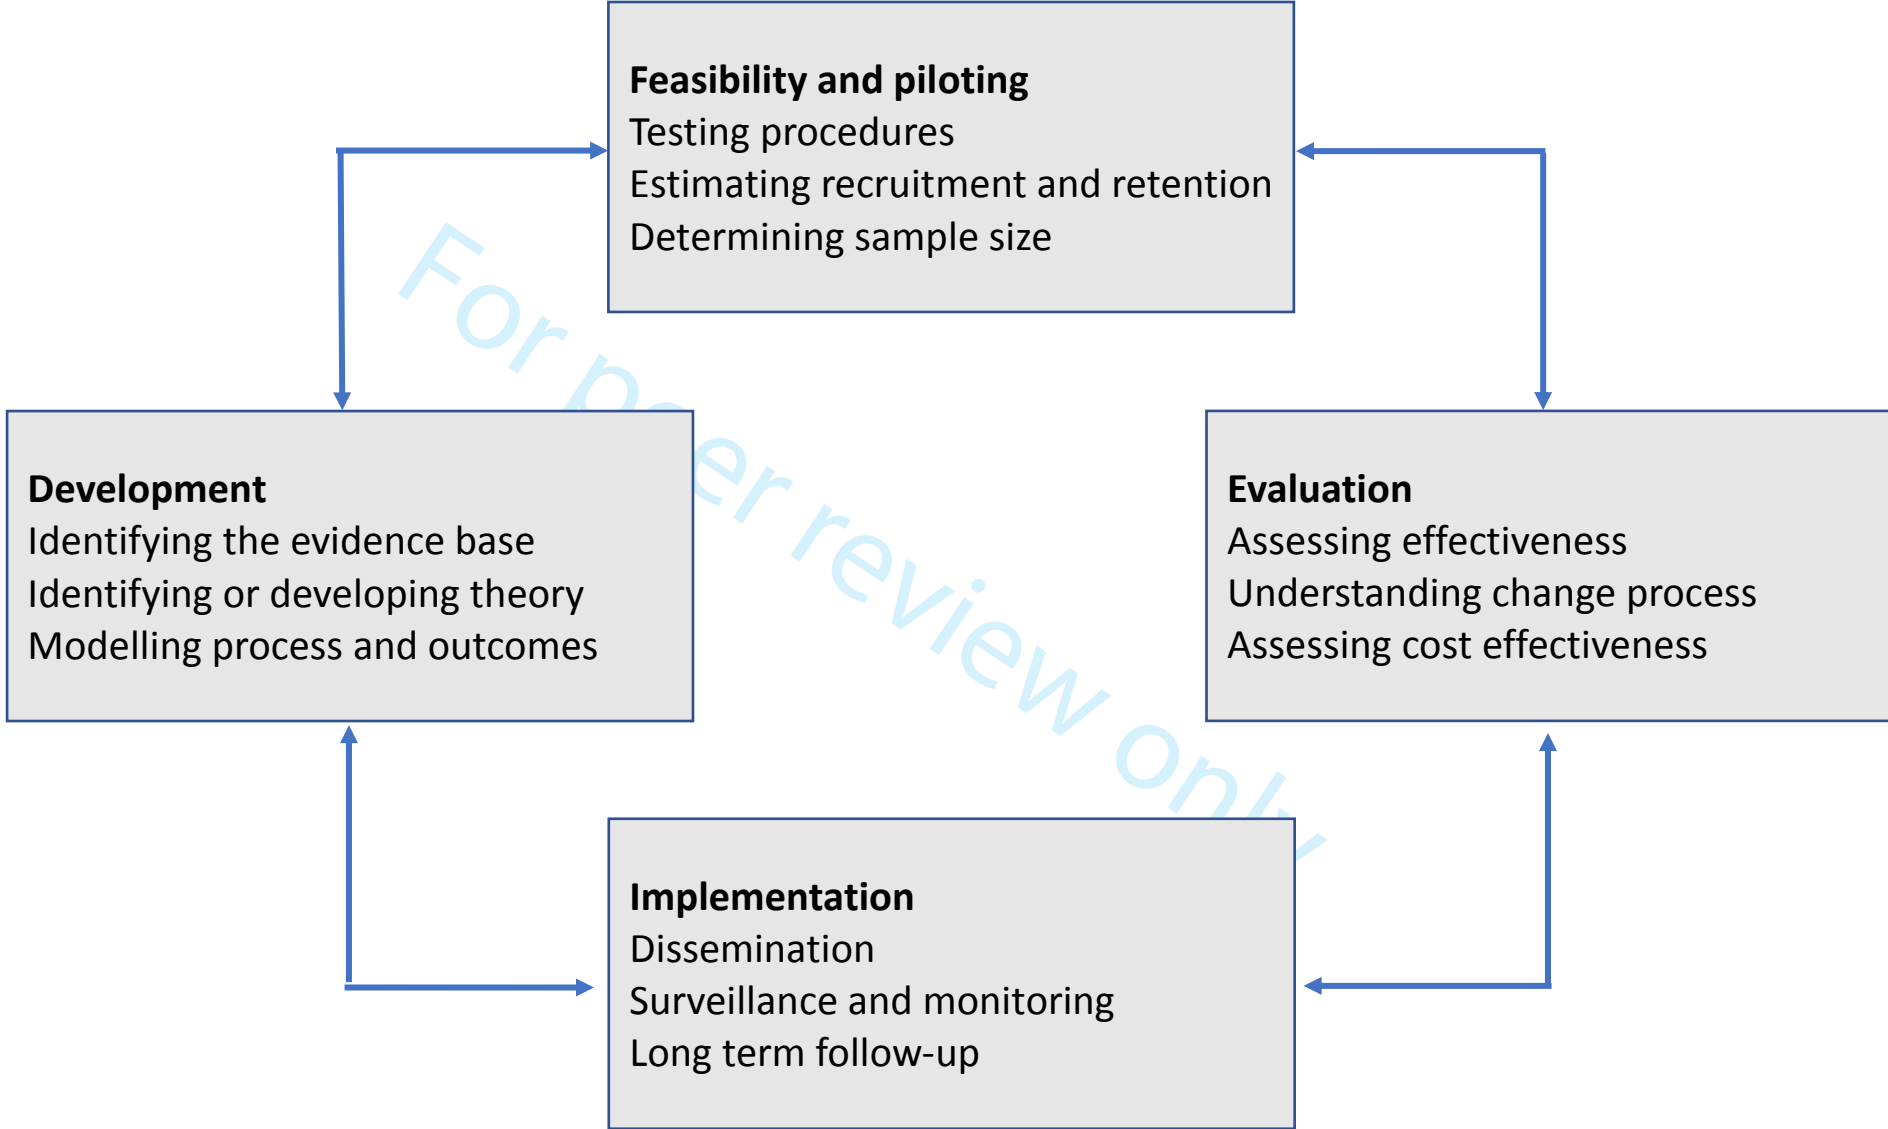 Feasibility and piloting
Testing procedures
Estimating recruitment and retention
Determining sample size
Development
Identifying the evidence base
Identifying or developing theory
Modelling process and outcomes
Evaluation
Assessing effectiveness
Understanding change process
Assessing cost effectiveness
Implementation
Dissemination
Surveillance and monitoring
Long term follow-up
For peer review only